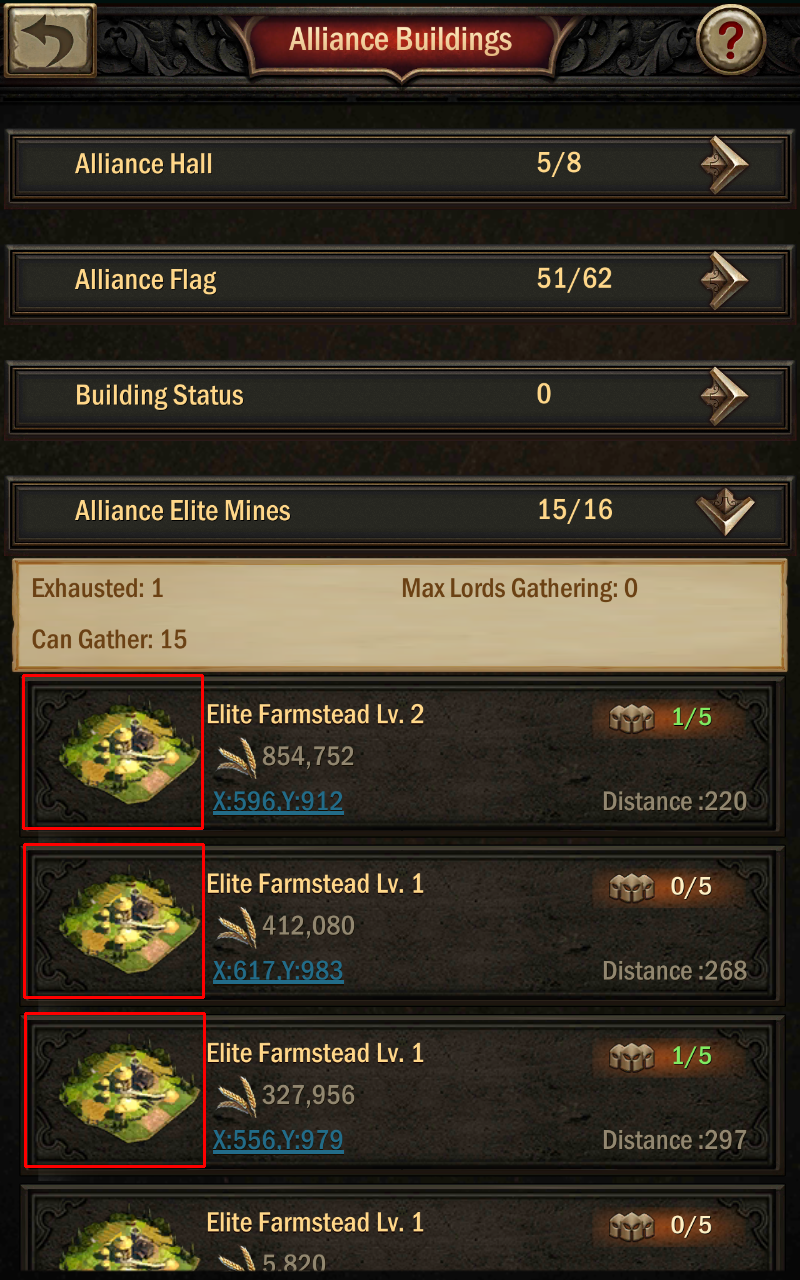 Alliance Buildings
?
Alliance Hall 5/8
Alliance Flag 51/62
Building Status 0
Alliance Elite Mines 15/16
Exhausted: 1 Max Lords Gathering: 0
Can Gather: 15
Elite Farmstead Lv. 2 1/5
854,752
X:596,Y:912 Distance :220
Elite Farmstead Lv. 1 0/5
412,080
X:617,Y:983 Distance :268
Elite Farmstead Lv. 1 1/5
327,956
X:556,Y:979 Distance :297
Elite Farmstead Lv. 1 0/5
5,820